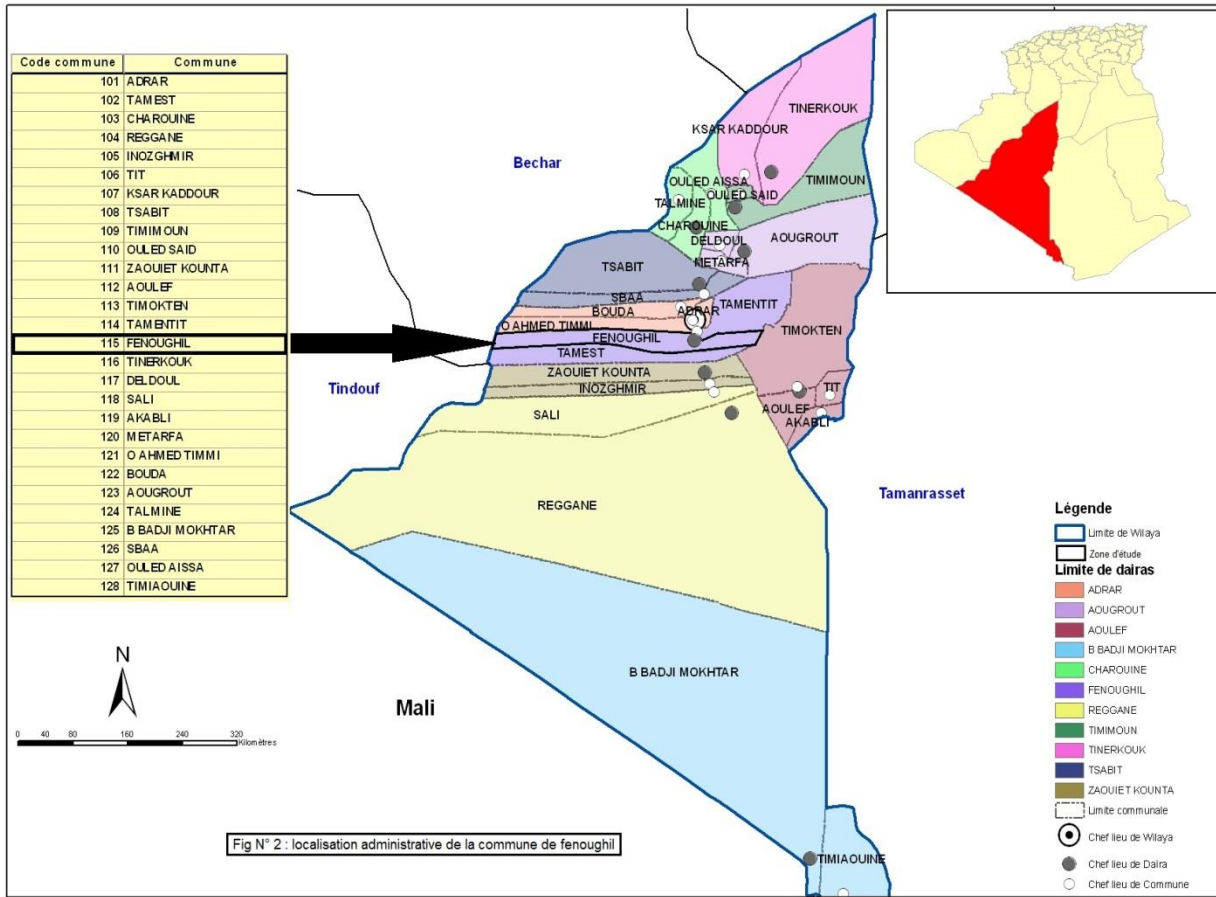 Code commune Commune
101 ADRAR
102 TAMEST
103 CHAROUINE
104 REGGANE
105 INOZGHMIR
106 TIT
107 KSAR KADDOUR
108 TSABIT
109 TIMIMOUN
110 OULED SAID
111 ZAOUIET KOUNTA
112 AOULEF
113 TIMOKTEN
114 TAMENTIT
115 FENOUGHIL
116 TINERKOUK
117 DELDOUL
118 SALI
119 AKABLI
120 METARFA
121 O AHMED TIMMI
122 BOUDA
123 AOUGROUT
124 TALMINE
125 B BADJI MOKHTAR
126 SBAA
127 OULED AISSA
128 TIMIAOUINE
N
0 40 80 160 240 320
Kilomètres
Fig N° 2 : localisation administrative de la commune de fenoughil
Bechar
Tindouf
Mali
Tamanrasset
TINERKOUK
KSAR KADDOUR
TIMIMOUN
OULED AISSA
OULED SAID
TALMINE
CHAROUINE
AOUGROUT
DELDOUL
METARFA
TSABIT
SBAA
TAMENTIT
BOUDA
ADRAR
O AHMED TIMMI
TIMOKTEN
FENOUGHIL
TAMEST
ZAOUIET KOUNTA
INOZGHMIR
TIT
SALI
AOULEF
AKABLI
REGGANE
B BADJI MOKHTAR
TIMIAOUINE
Légende
Limite de Wilaya
Zone d'étude
Limite de dairas
ADRAR
AOUGROUT
AOULEF
B BADJI MOKHTAR
CHAROUINE
FENOUGHIL
REGGANE
TIMIMOUN
TINERKOUK
TSABIT
ZAOUIET KOUNTA
Limite communale
Chef lieu de Wilaya
Chef lieu de Daira
Chef lieu de Commune